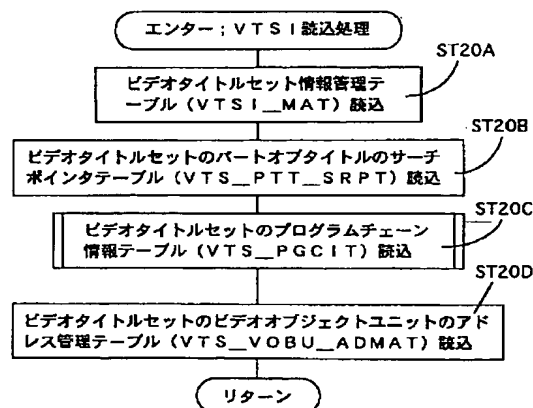 エンター；ＶＴＳＩ読込処理
ST20A
ビデオタイトルセット情報管理テ
ーブル（ＶＴＳＩ＿ＭＡＴ）読込
ST20B
ビデオタイトルセットのパートオブタイトルのサーチ
ポインタテーブル（ＶＴＳ＿ＰＴＴ＿ＳＲＰＴ）読込
ST20C
ビデオタイトルセットのプログラムチェーン
情報テーブル（ＶＴＳ＿ＰＧＣＩＴ）読込
ST20D
ビデオタイトルセットのビデオオブジェクトユニットのアド
レス管理テーブル（ＶＴＳ＿ＶＯＢＵ＿ＡＤＭＡＴ）読込
リターン